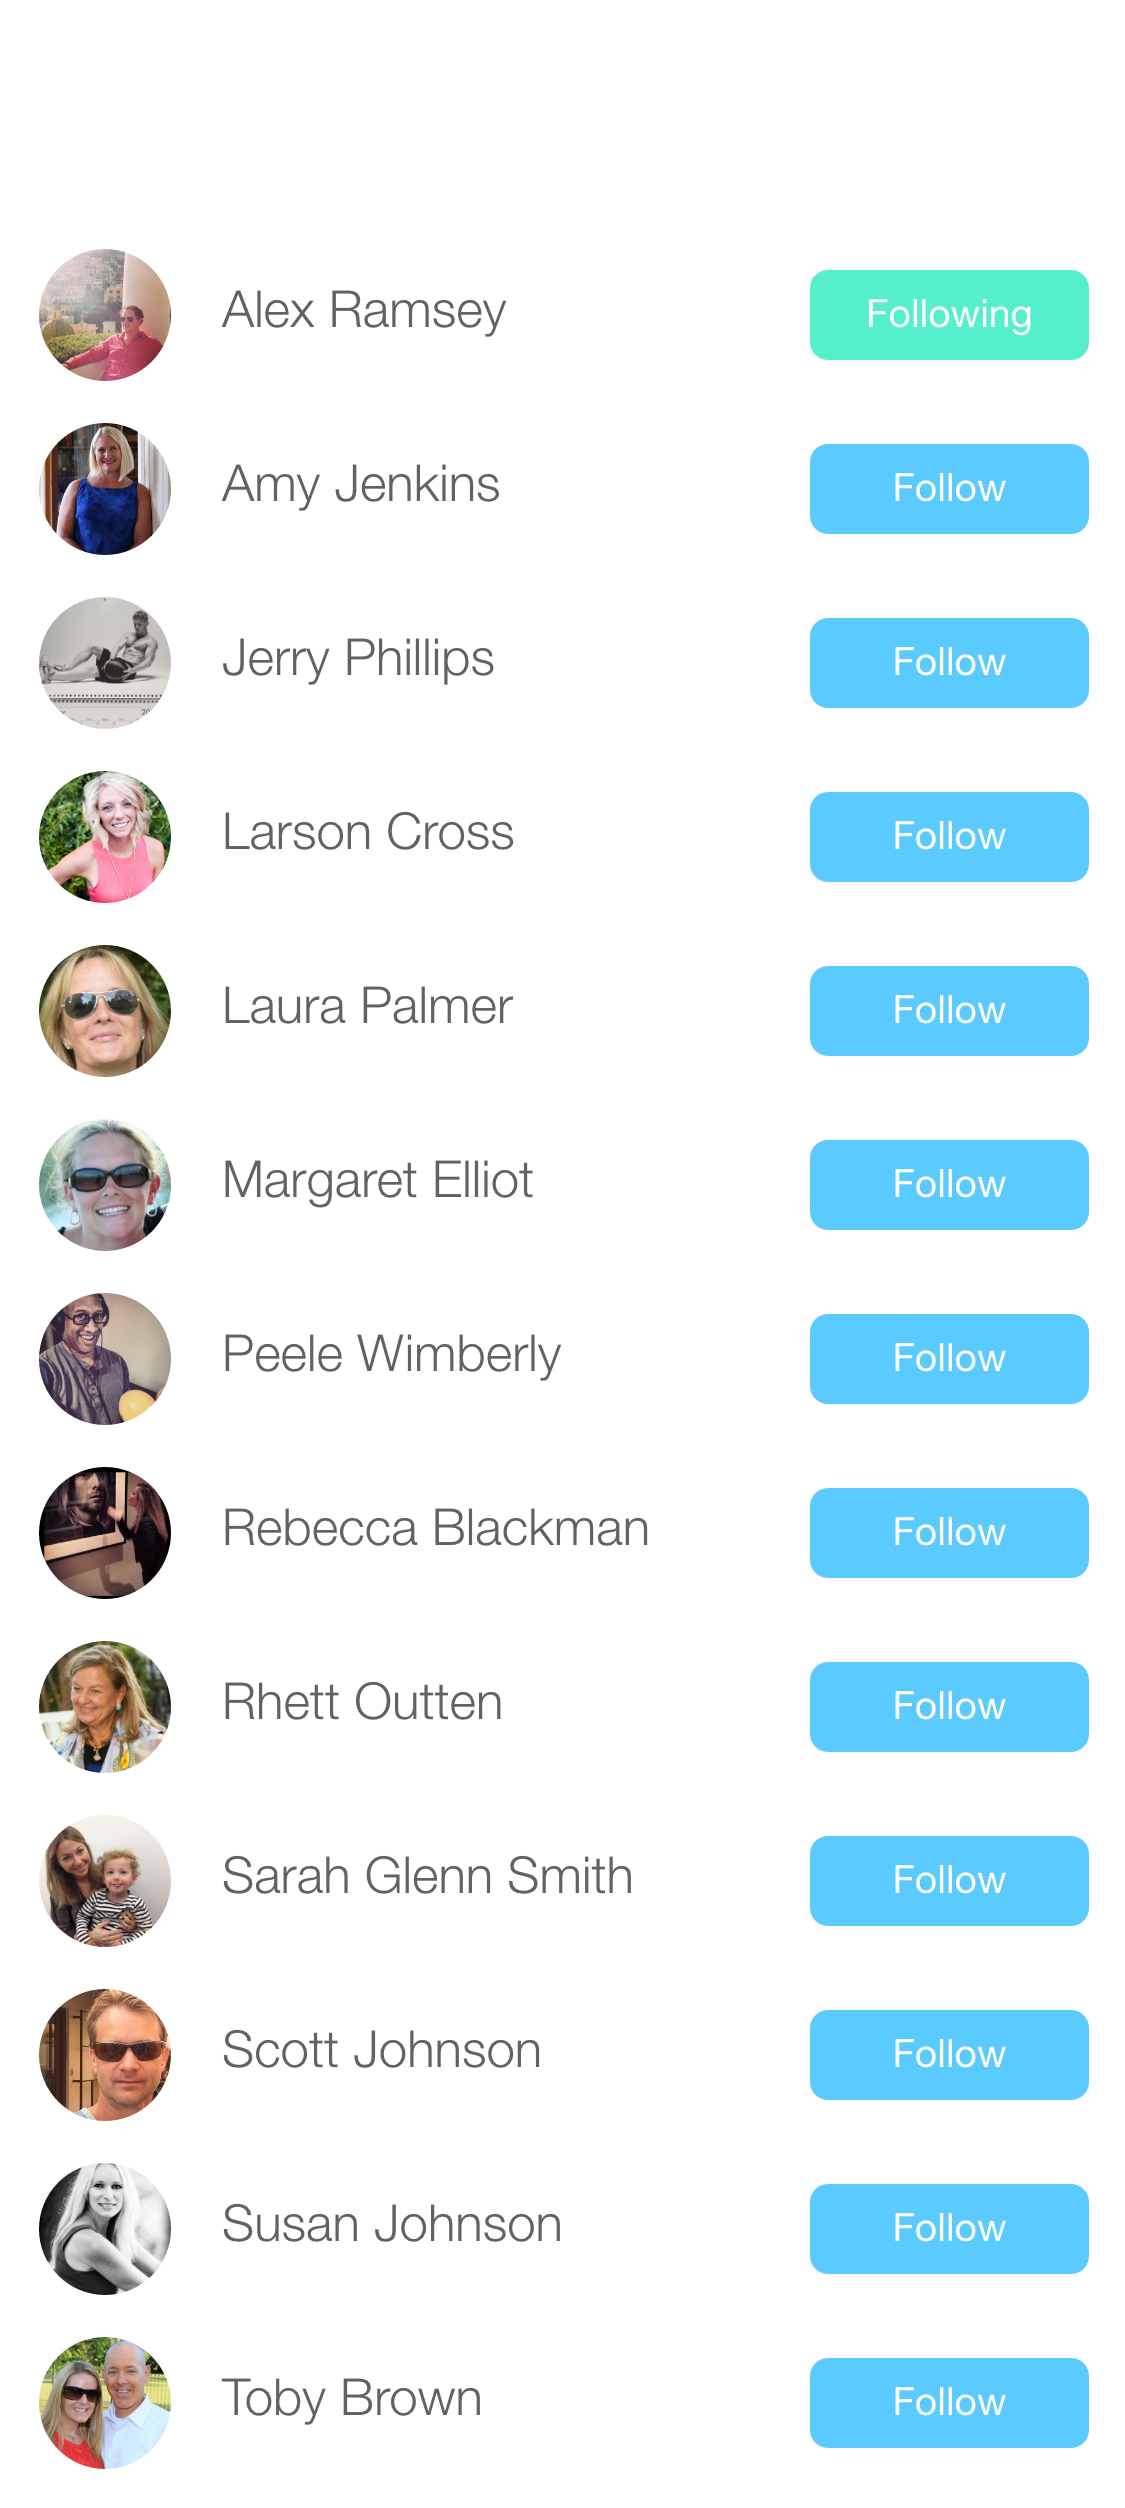 Alex Ramsey
Following
Amy Jenkins
Follow
Jerry Phillips
Follow
Larson Cross
Follow
Laura Palmer
Follow
Margaret Elliot
Follow
Peele Wimberly
Follow
Rebecca Blackman
Follow
Rhett Outten
Follow
Sarah Glenn Smith
Follow
Scott Johnson
Follow
Susan Johnson
Follow
Toby Brown
Follow